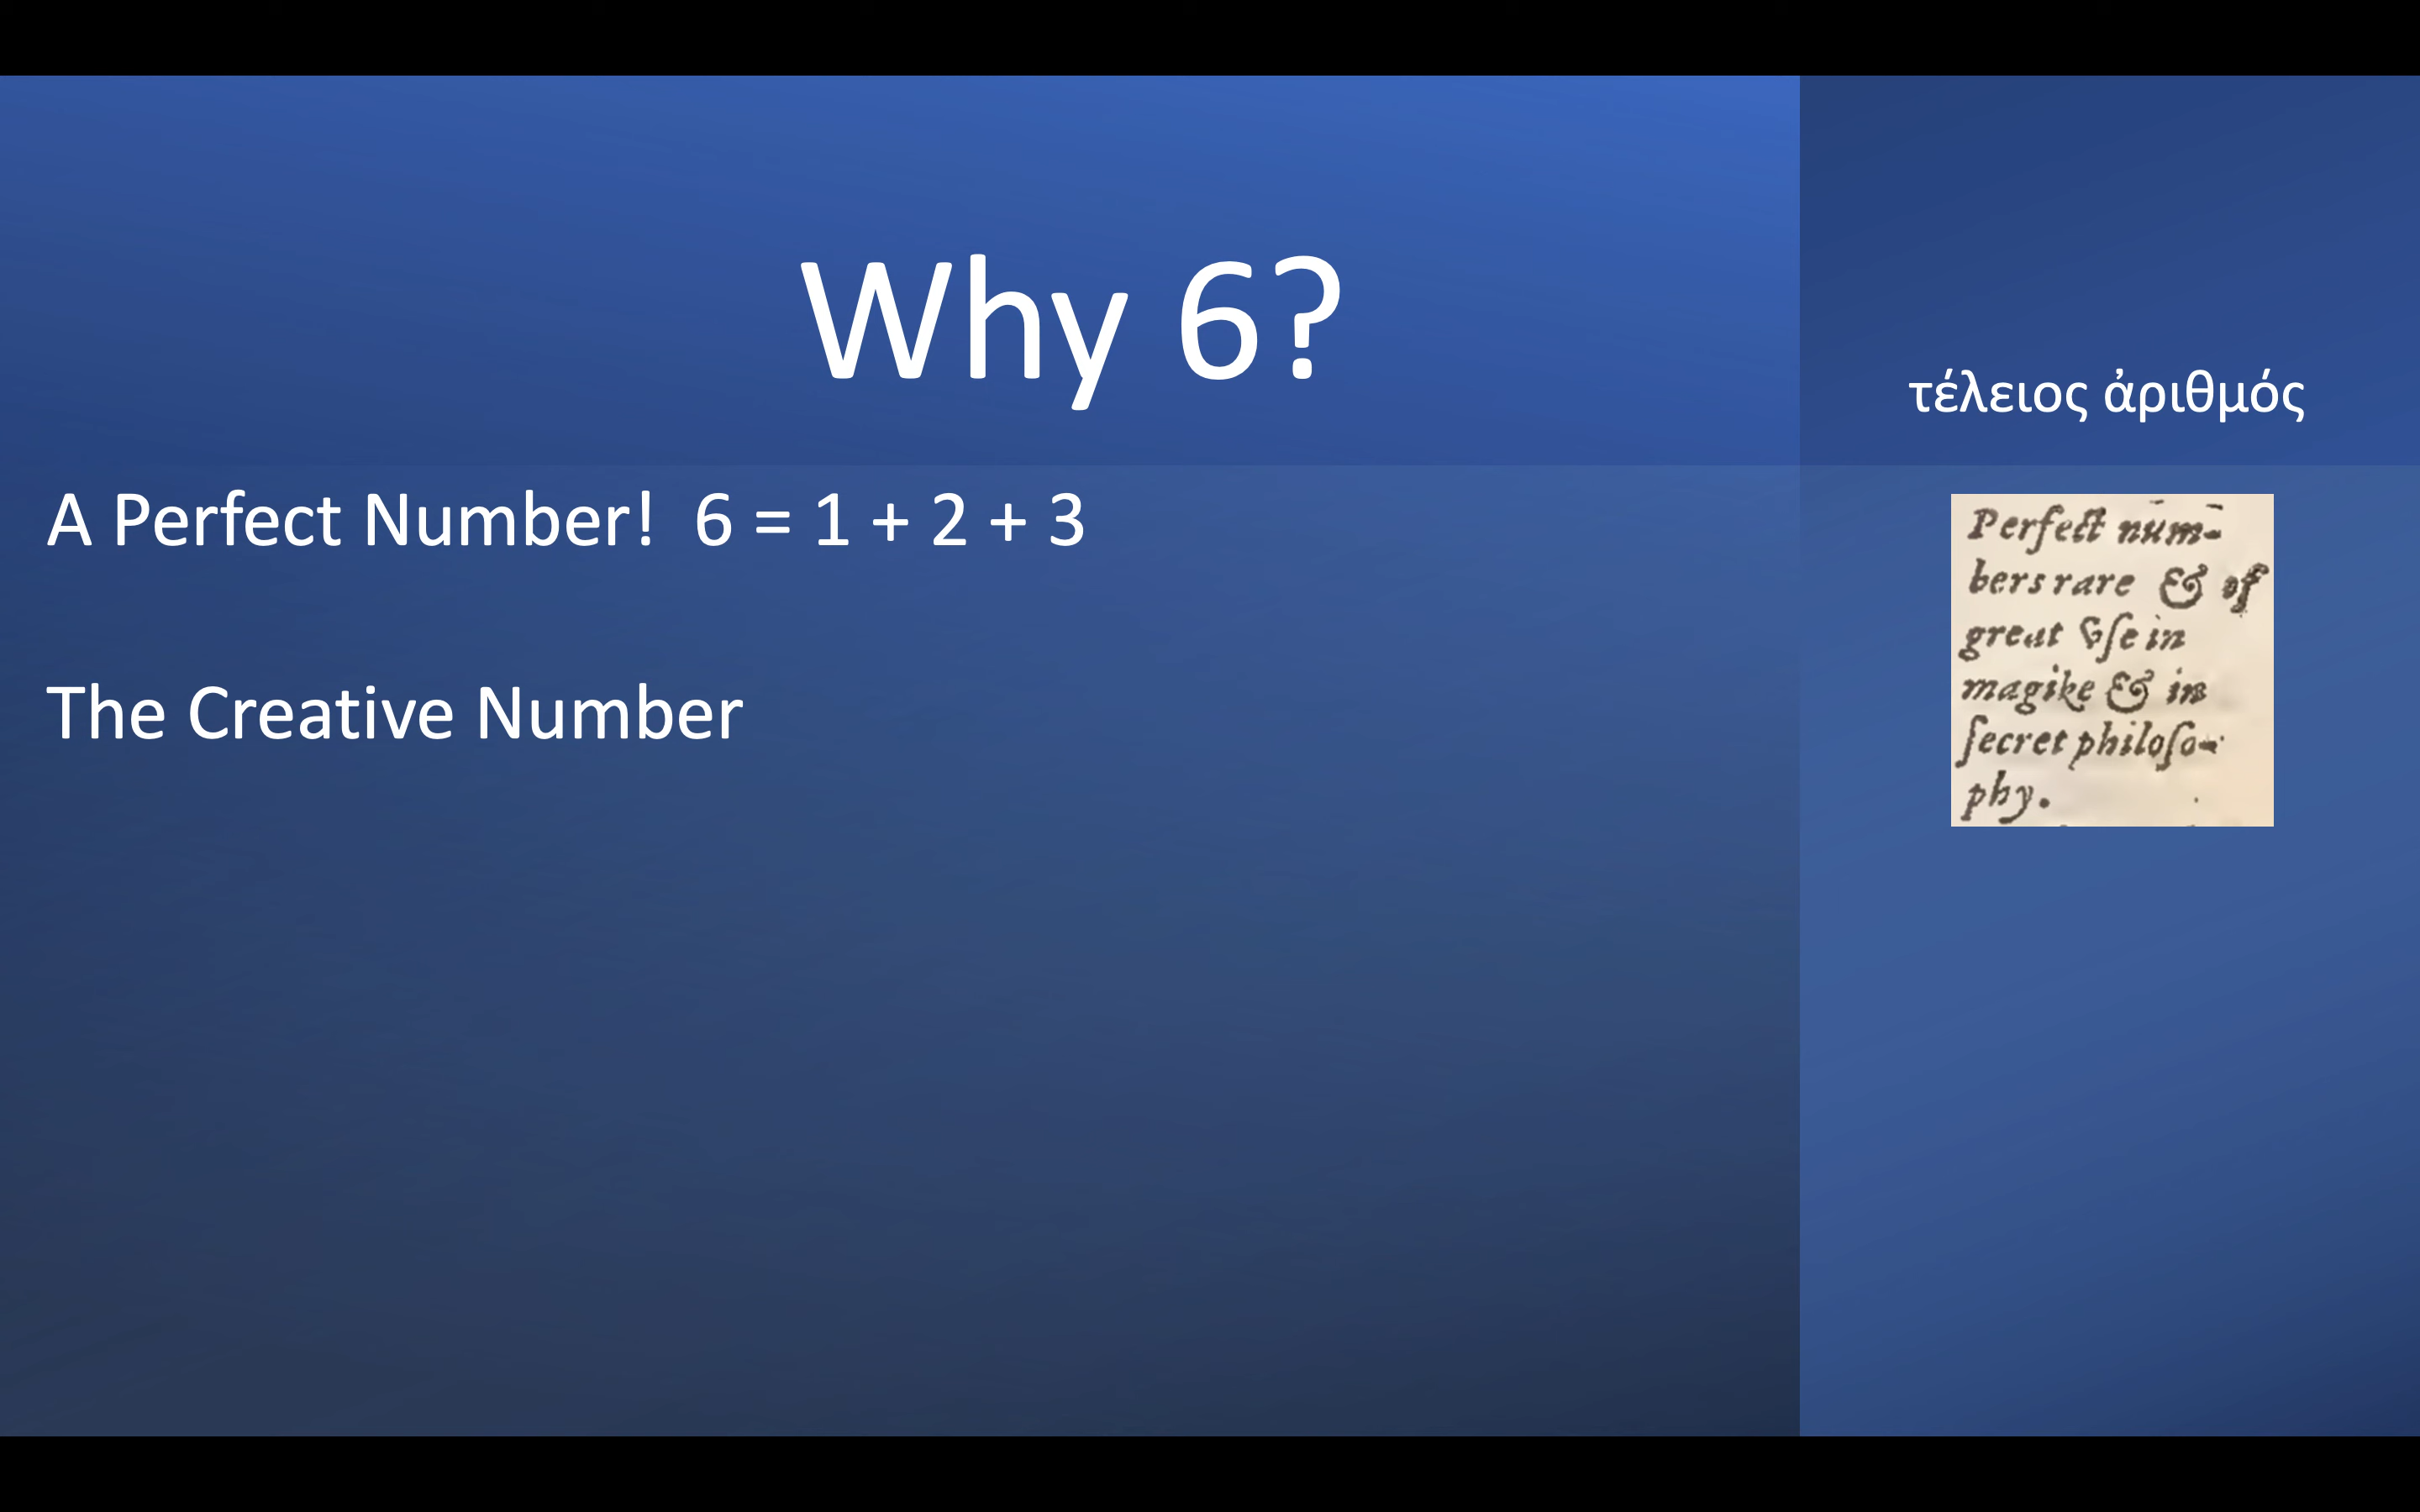 Why 6?
τέλειος ἀριθμός
A Perfect Number!  6 = 1 + 2 + 3
The Creative Number
Perfect num-
bers rare & of
great vſe in
magike & in
ſecret philoſo-
phy.